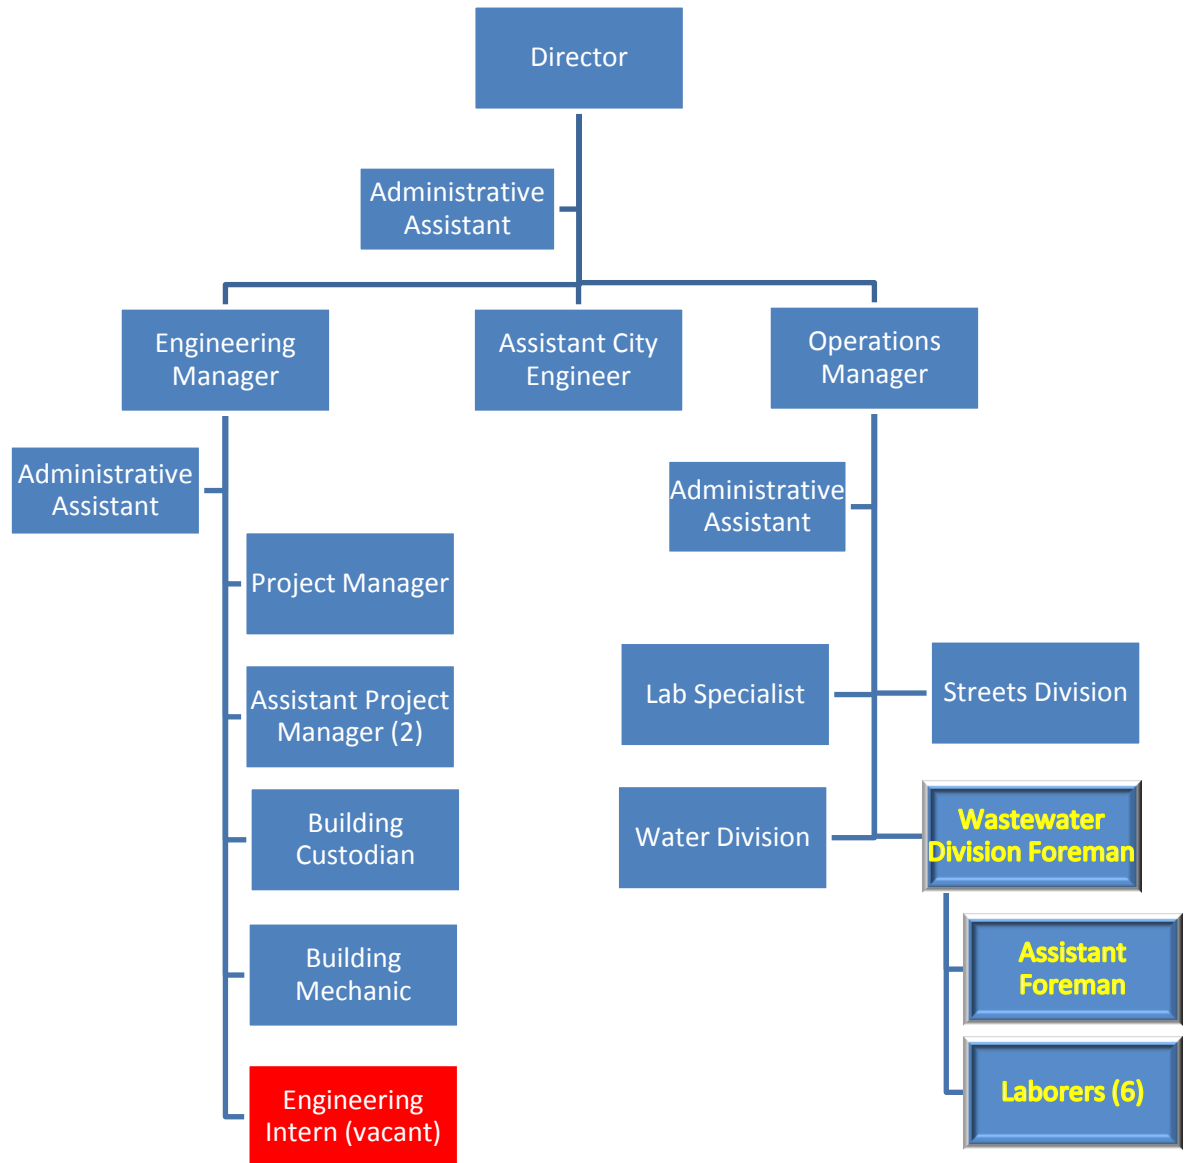 Director
Administrative
Assistant
Engineering
Manager
Assistant City
Engineer
Operations
Manager
Administrative
Assistant
Project Manager
Assistant Project
Manager (2)
Building
Custodian
Building
Mechanic
Engineering
Intern (vacant)
Administrative
Assistant
Lab Specialist
Streets Division
Water Division
Wastewater
Division Foreman
Assistant
Foreman
Laborers (6)